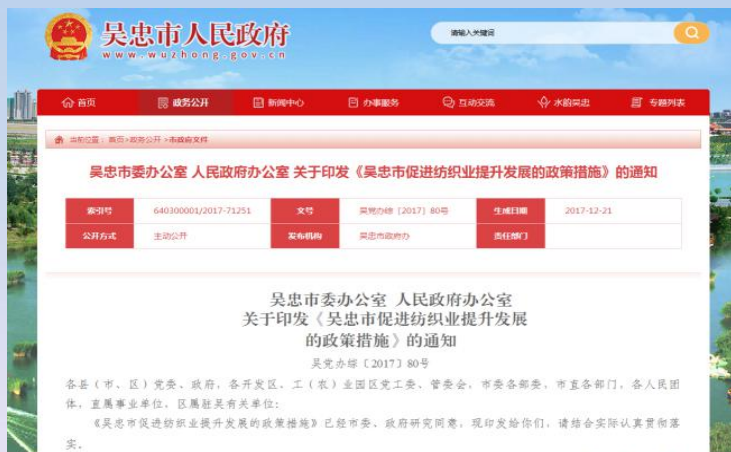 吴忠市人民政府
www.wuzhong.gov.cn
请输入关键词
首页 政务公开 新闻中心 办事服务 互动交流 水韵吴忠 专题列表
当前位置：首页>政务公开>市政府文件
吴忠市委办公室 人民政府办公室 关于印发《吴忠市促进纺织业提升发展的政策措施》的通知
索引号 640300001/2017-71251 文号 吴党办综〔2017〕80号 生成日期 2017-12-21
公开方式 主动公开 发布机构 吴忠市政府办 责任部门
吴忠市委办公室 人民政府办公室
关于印发《吴忠市促进纺织业提升发展
的政策措施》的通知
吴党办综〔2017〕80号
各县（市、区）党委、政府，各开发区、工（农）业园区党工委、管委会，市委各部委，市直各部门，各人民团
体，直属事业单位，区属驻吴有关单位：
《吴忠市促进纺织业提升发展的政策措施》已经市委、政府研究同意，现印发给你们，请结合实际认真贯彻落
实。